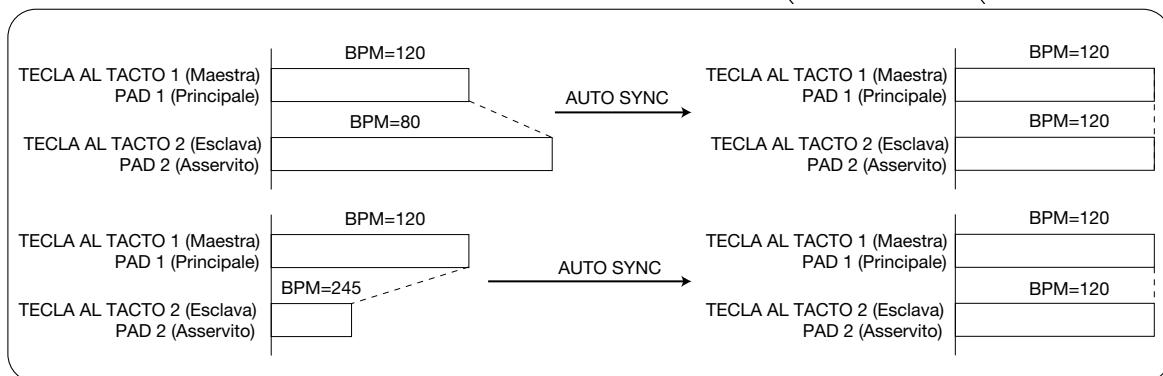 BPM=120
TECLA AL TACTO 1 (Maestra)
PAD 1 (Principale)
BPM=80
TECLA AL TACTO 2 (Esclava)
PAD 2 (Asservito)
AUTO SYNC
BPM=120
TECLA AL TACTO 1 (Maestra)
PAD 1 (Principale)
BPM=120
TECLA AL TACTO 2 (Esclava)
PAD 2 (Asservito)
BPM=120
TECLA AL TACTO 1 (Maestra)
PAD 1 (Principale)
BPM=245
TECLA AL TACTO 2 (Esclava)
PAD 2 (Asservito)
AUTO SYNC
BPM=120
TECLA AL TACTO 1 (Maestra)
PAD 1 (Principale)
BPM=120
TECLA AL TACTO 2 (Esclava)
PAD 2 (Asservito)